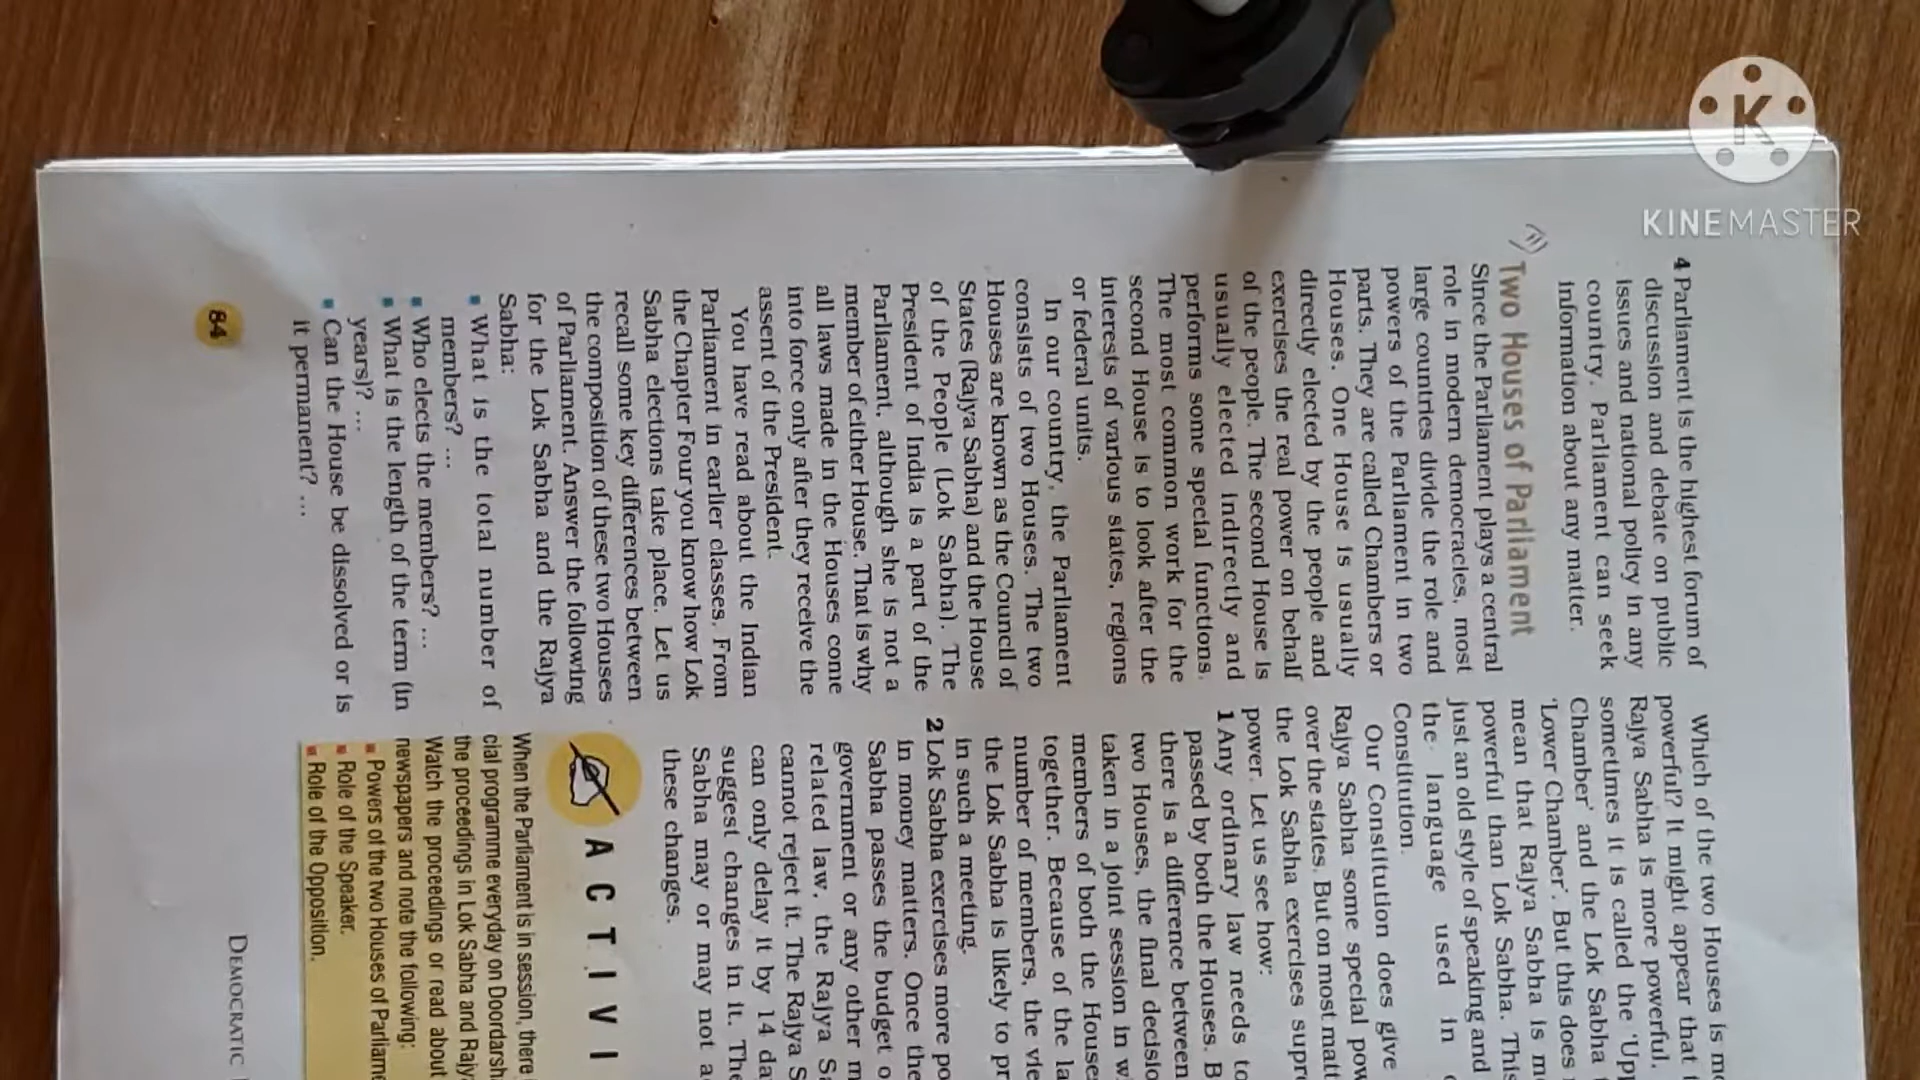 4 Parliament is the highest forum of
discussion and debate on public
issues and national policy in any
country. Parliament can seek
information about any matter.
Two Houses of Parliament
Since the Parliament plays a central
role in modern democracies, most
large countries divide the role and
powers of the Parliament in two
parts. They are called Chambers or
Houses. One House is usually
directly elected by the people and
exercises the real power on behalf
of the people. The second House is
usually elected indirectly and
performs some special functions.
The most common work for the
second House is to look after the
interests of various states, regions
or federal units.
In our country, the Parliament
consists of two Houses. The two
Houses are known as the Council of
States (Rajya Sabha) and the House
of the People (Lok Sabha). The
President of India is a part of the
Parliament, although she is not a
member of either House. That is why
all laws made in the Houses come
into force only after they receive the
assent of the President.
You have read about the Indian
Parliament in earlier classes. From
the Chapter Four you know how Lok
Sabha elections take place. Let us
recall some key differences between
the composition of these two Houses
of Parliament. Answer the following
for the Lok Sabha and the Rajya
Sabha:
What is the total number of
members? ...
Who elects the members? ...
What is the length of the term (in
years)? ...
Can the House be dissolved or is
it permanent? ...
84
Which of the two Houses is
powerful? It might appear that
Rajya Sabha is more powerful.
sometimes it is called the
Chamber' and the Lok Sabha
'Lower Chamber'. But this does
mean that Rajya Sabha is
powerful than Lok Sabha. This
just an old style of speaking and
the language used in
Constitution.
Our Constitution does give
Rajya Sabha some special
over the states. But on most
the Lok Sabha exercises
power. Let us see how:
1 Any ordinary law needs to
passed by both the Houses.
there is a difference between
two Houses, the final
taken in a joint session in
members of both the
together. Because of the
number of members, the
the Lok Sabha is likely to
in such a meeting.
2 Lok Sabha exercises more
in money matters. Once the
Sabha passes the budget
government or any other
related law, the Rajya
cannot reject it. The Rajya
can only delay it by 14
suggest changes in it. The
Sabha may or may not
these changes.
ACTIVI
When the Parliament is in session, there
cial programme everyday on
the proceedings in Lok Sabha and
Watch the proceedings or read about
newspapers and note the following:
Powers of the two Houses of
Role of the Speaker.
Role of the Opposition.
DEMOCRATIC
K
KINEMASTER